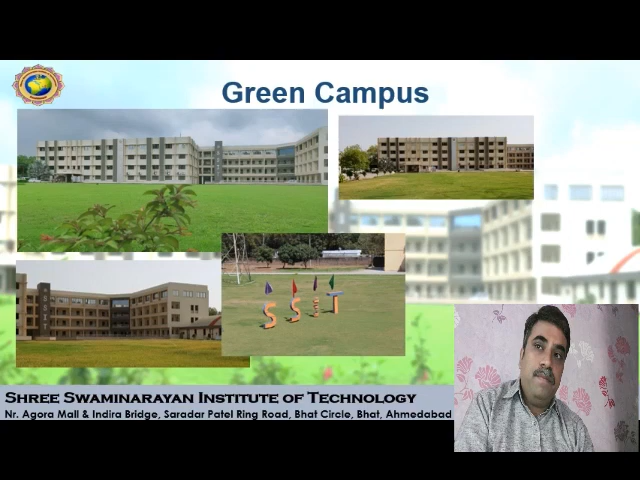 Green Campus
SSIT
SHREE SWAMINARAYAN INSTITUTE OF TECHNOLOGY
Nr. Agora Mall & Indira Bridge, Saradar Patel Ring Road, Bhat Circle, Bhat, Ahmedabad